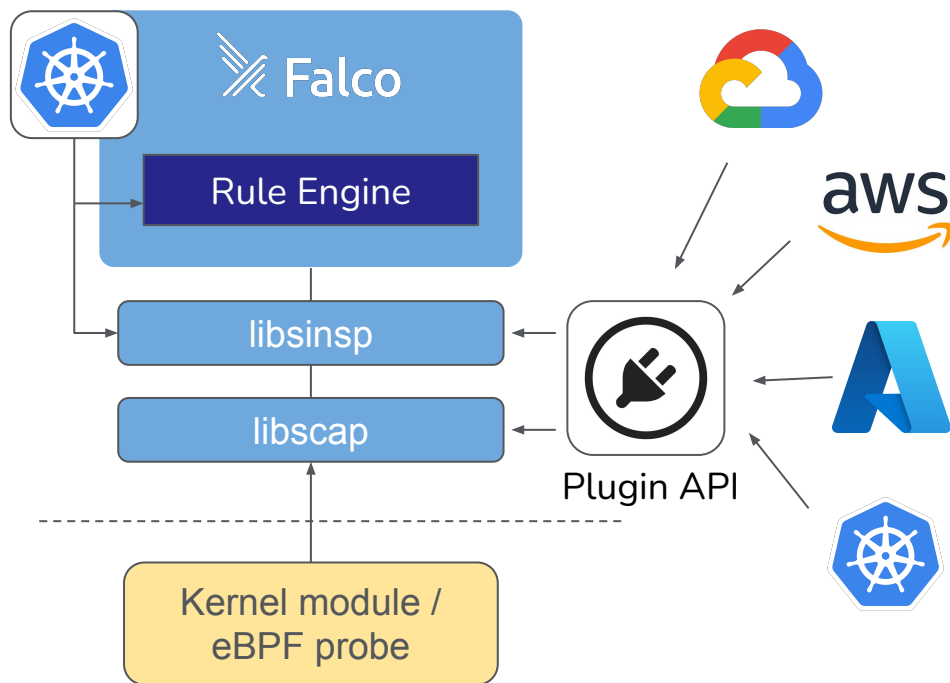 Falco
Rule Engine
aws
libsinsp
libscap
Plugin API
Kernel module /
eBPF probe